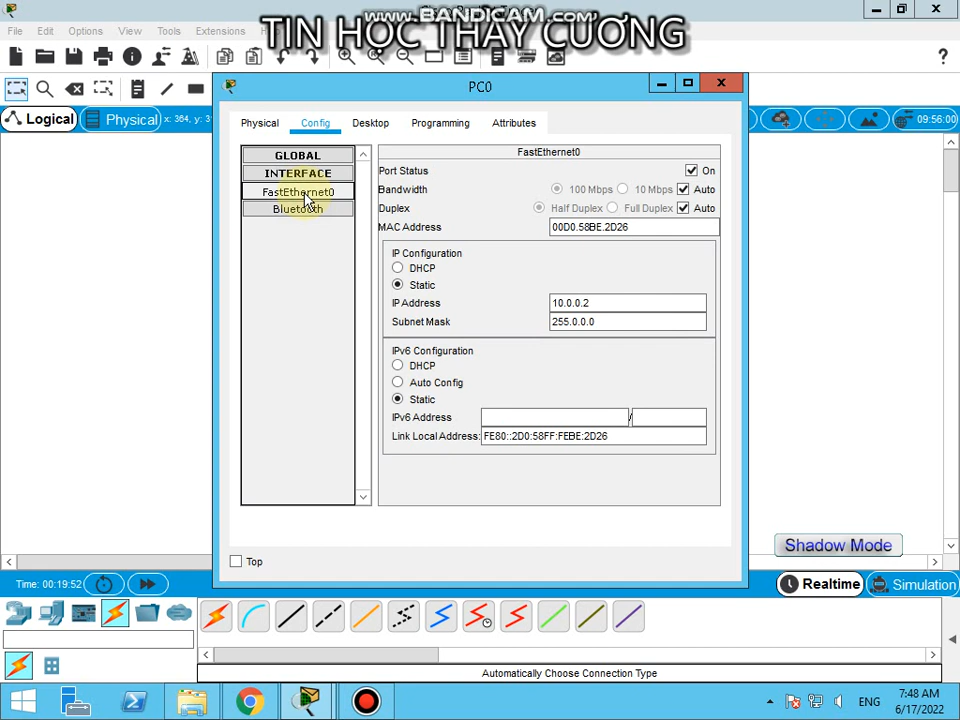 www.BANDICAM.com
TIN HỌC THẦY CƯƠNG
File Edit Options View Tools Extensions
PC0
Logical Physical x: 364, y: 09:56:00
Physical Config Desktop Programming Attributes
GLOBAL
INTERFACE
FastEthernet0
Bluetooth
FastEthernet0
Port Status On
Bandwidth 100 Mbps 10 Mbps Auto
Duplex Half Duplex Full Duplex Auto
MAC Address 00D0.58BE.2D26
IP Configuration
DHCP
Static
IP Address 10.0.0.2
Subnet Mask 255.0.0.0
IPv6 Configuration
DHCP
Auto Config
Static
IPv6 Address /
Link Local Address: FE80::2D0:58FF:FEBE:2D26
Shadow Mode
Top
Time: 00:19:52 Realtime Simulation
Automatically Choose Connection Type
ENG
7:48 AM
6/17/2022